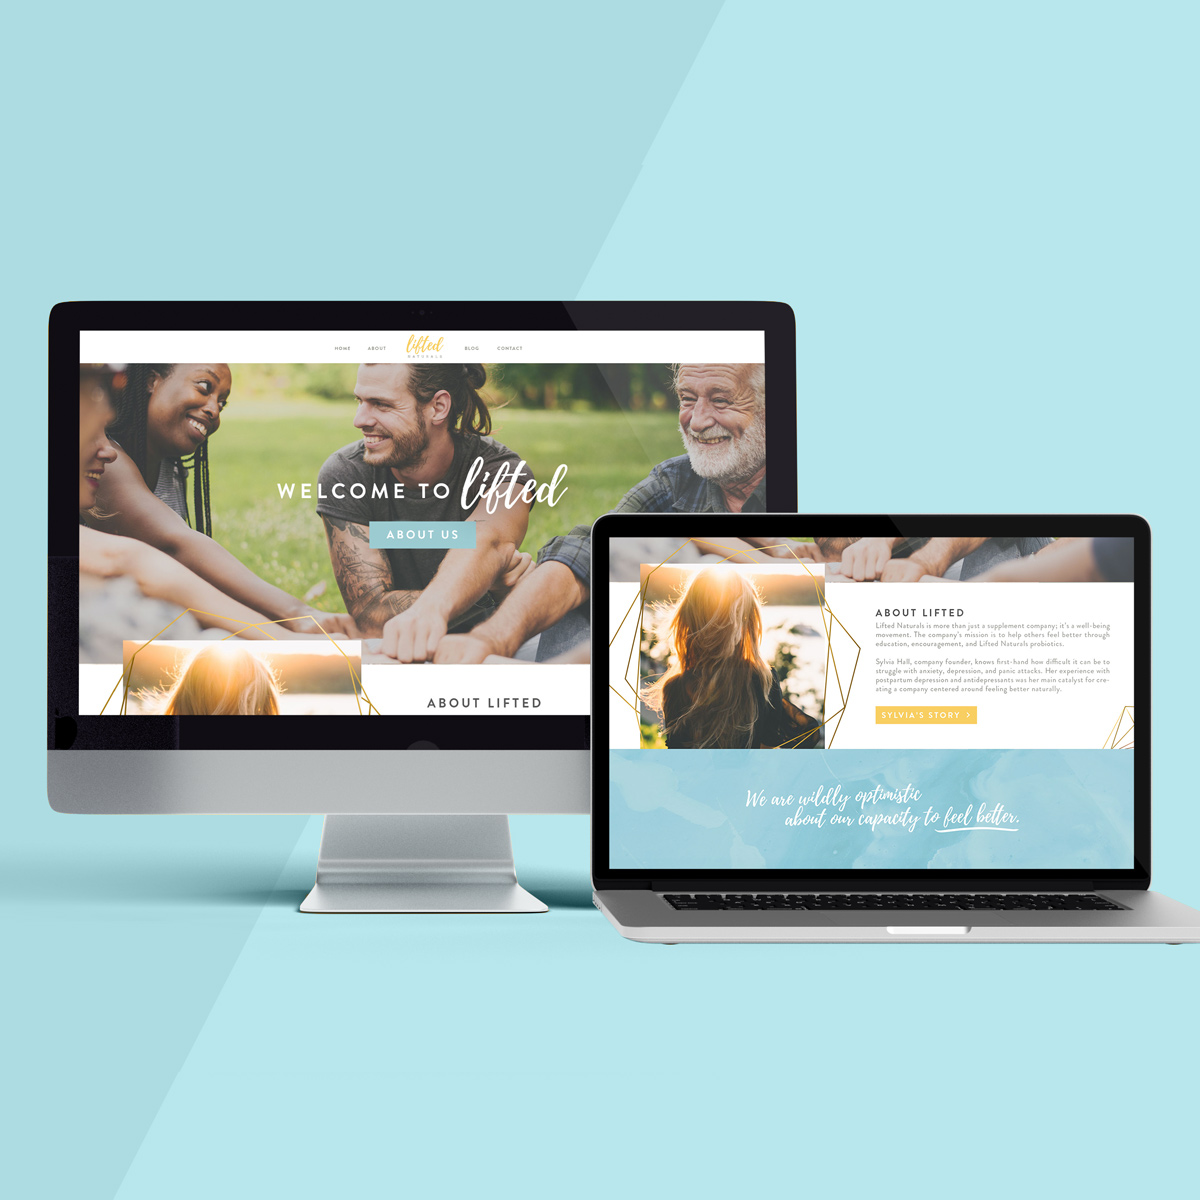 HOME ABOUT lifted NATURALS BLOG CONTACT
WELCOME TO lifted
ABOUT US
ABOUT LIFTED
ABOUT LIFTED
Lifted Naturals is more than just a supplement company; it's a well-being
movement. The company's mission is to help others feel better through
education, encouragement, and Lifted Naturals probiotics.
Sylvia Hall, company founder, knows first-hand how difficult it can be to
struggle with anxiety, depression, and panic attacks. Her experience with
postpartum depression and antidepressants was her main catalyst for cre-
ating a company centered around feeling better naturally.
SYLVIA'S STORY >
We are wildly optimistic
about our capacity to feel better.